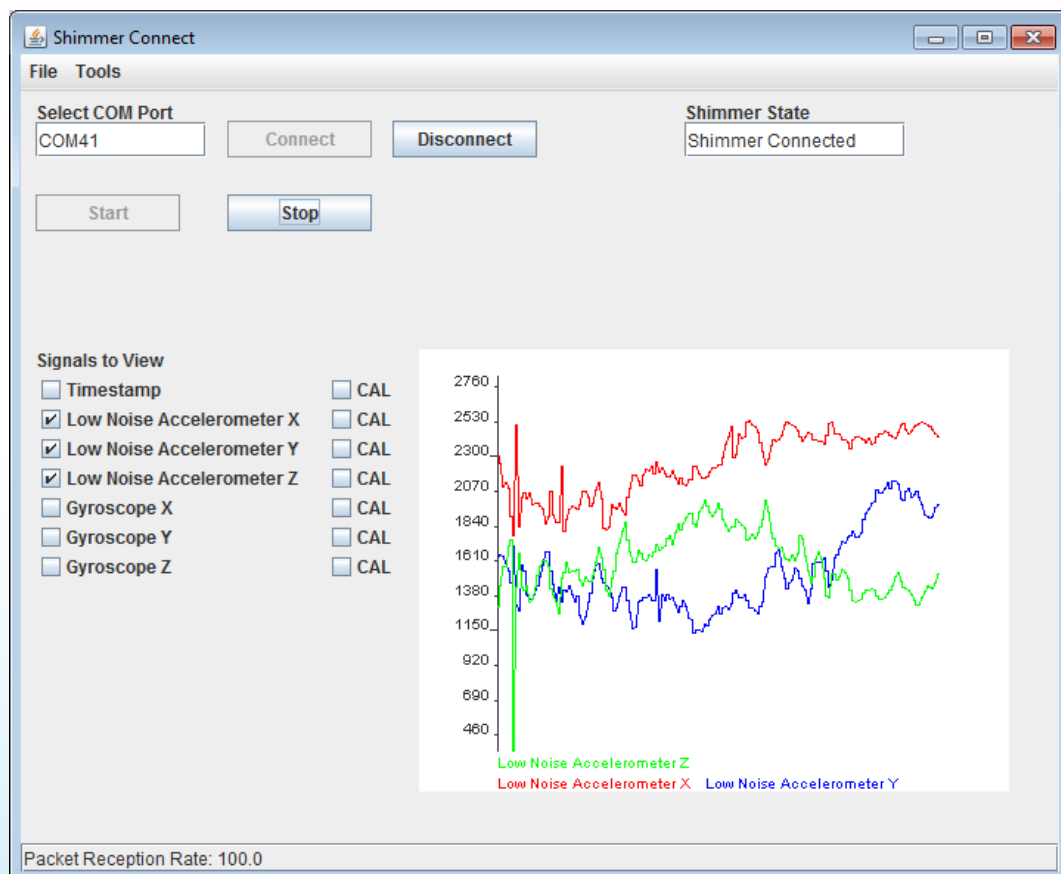 Shimmer Connect
File Tools
Select COM Port
Shimmer State
COM41
Connect
Disconnect
Shimmer Connected
Start
Stop
Signals to View
Timestamp CAL
Low Noise Accelerometer X CAL
Low Noise Accelerometer Y CAL
Low Noise Accelerometer Z CAL
Gyroscope X CAL
Gyroscope Y CAL
Gyroscope Z CAL
2760
2530
2300
2070
1840
1610
1380
1150
920
690
460
Low Noise Accelerometer Z
Low Noise Accelerometer X Low Noise Accelerometer Y
Packet Reception Rate: 100.0